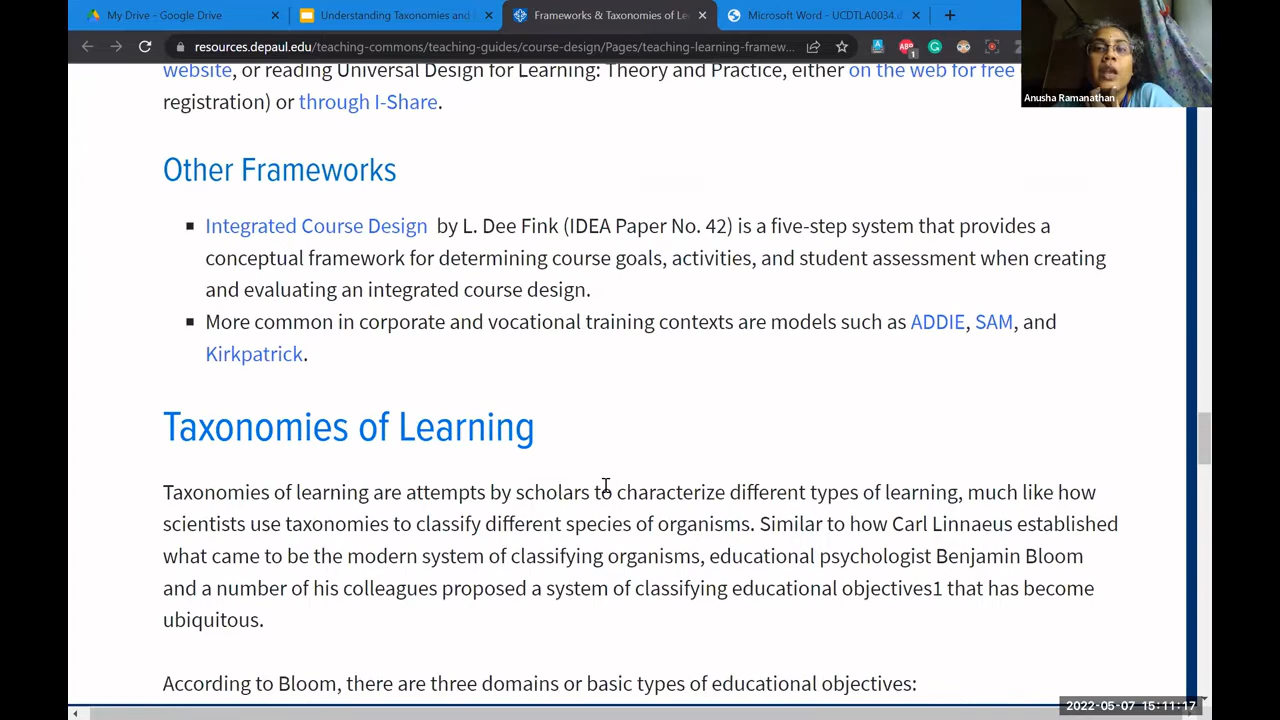 My Drive - Google Drive
Understanding Taxonomies and
Frameworks & Taxonomies of Le
Microsoft Word - UCDTLA0034.d
resources.depaul.edu/teaching-commons/teaching-guides/course-design/Pages/teaching-learning-framew...
Anusha Ramanathan
website, or reading Universal Design for Learning: Theory and Practice, either on the web for free
registration) or through I-Share.
Other Frameworks
▪ Integrated Course Design by L. Dee Fink (IDEA Paper No. 42) is a five-step system that provides a
conceptual framework for determining course goals, activities, and student assessment when creating
and evaluating an integrated course design.
▪ More common in corporate and vocational training contexts are models such as ADDIE, SAM, and
Kirkpatrick.
Taxonomies of Learning
Taxonomies of learning are attempts by scholars to characterize different types of learning, much like how
scientists use taxonomies to classify different species of organisms. Similar to how Carl Linnaeus established
what came to be the modern system of classifying organisms, educational psychologist Benjamin Bloom
and a number of his colleagues proposed a system of classifying educational objectives1 that has become
ubiquitous.
According to Bloom, there are three domains or basic types of educational objectives:
2022-05-07 15:11:17